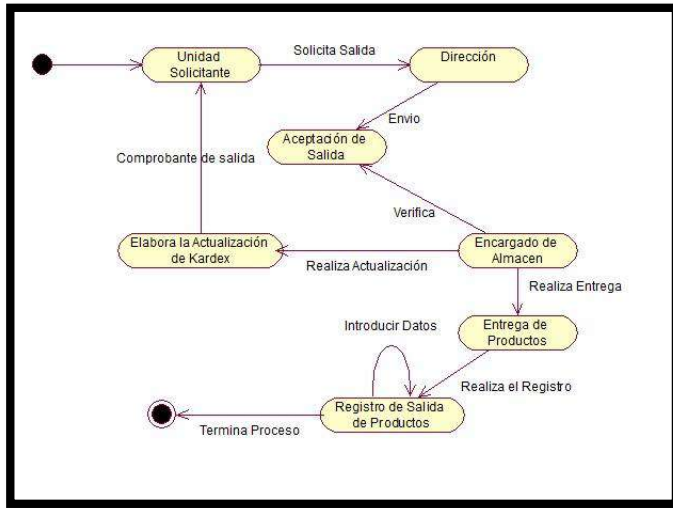 Solicita Salida
Unidad
Solicitante
Dirección
Envio
Aceptación de
Salida
Comprobante de salida
Verifica
Elabora la Actualización
de Kardex
Encargado de
Almacen
Realiza Actualización
Realiza Entrega
Introducir Datos
Entrega de
Productos
Realiza el Registro
Registro de Salida
de Productos
Termina Proceso